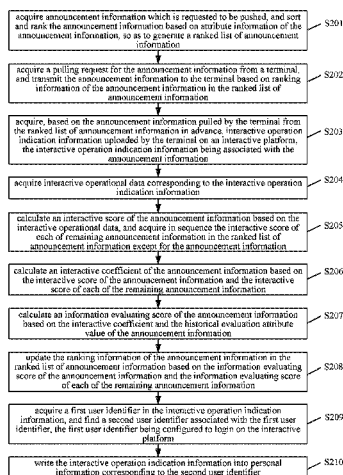 acquire announcement information which is requested to be pushed, and sort
and rank the announcement information based on attribute information of the
announcement information, so as to generate a ranked list of announcement
information
S201
acquire a polling request for the announcement information from a terminal,
and transmit the announcement information to the terminal based on ranking
information of the announcement information in the ranked list of
announcement information
S202
acquire, based on the announcement information pulled by the terminal from
the ranked list of announcement information in advance, interactive operation
indication information uploaded by the terminal on an interactive platform,
the interactive operation indication information being associated with the
announcement information
S203
acquire interactive operational data corresponding to the interactive operation
indication information
S204
calculate an interactive score of the announcement information based on the
interactive operational data, and acquire in sequence the interactive score of
each of remaining announcement information in the ranked list of
announcement information except for the announcement information
S205
calculate an interactive coefficient of the announcement information based on
the interactive score of the announcement information and the interactive
score of each of the remaining announcement information
S206
calculate an information evaluating score of the announcement information
based on the interactive coefficient and the historical evaluation attribute
value of the announcement information
S207
update the ranking information of the announcement information in the
ranked list of announcement information based on the information evaluating
score of the announcement information and the information evaluating score
of each of the remaining announcement information
S208
acquire a first user identifier in the interactive operation indication
information, and find a second user identifier associated with the first user
identifier, the first user identifier being configured to login on the interactive
platform
S209
write the interactive operation indication information into personal
information corresponding to the second user identifier
S210